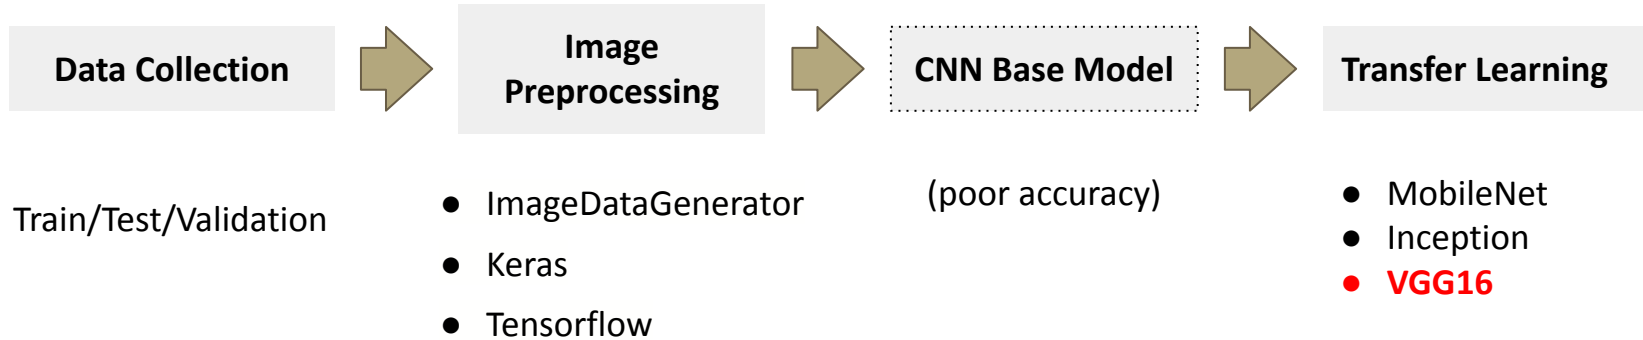 Data Collection
Image
Preprocessing
CNN Base Model
Transfer Learning
Train/Test/Validation
● ImageDataGenerator
● Keras
● Tensorflow
(poor accuracy)
● MobileNet
● Inception
● VGG16